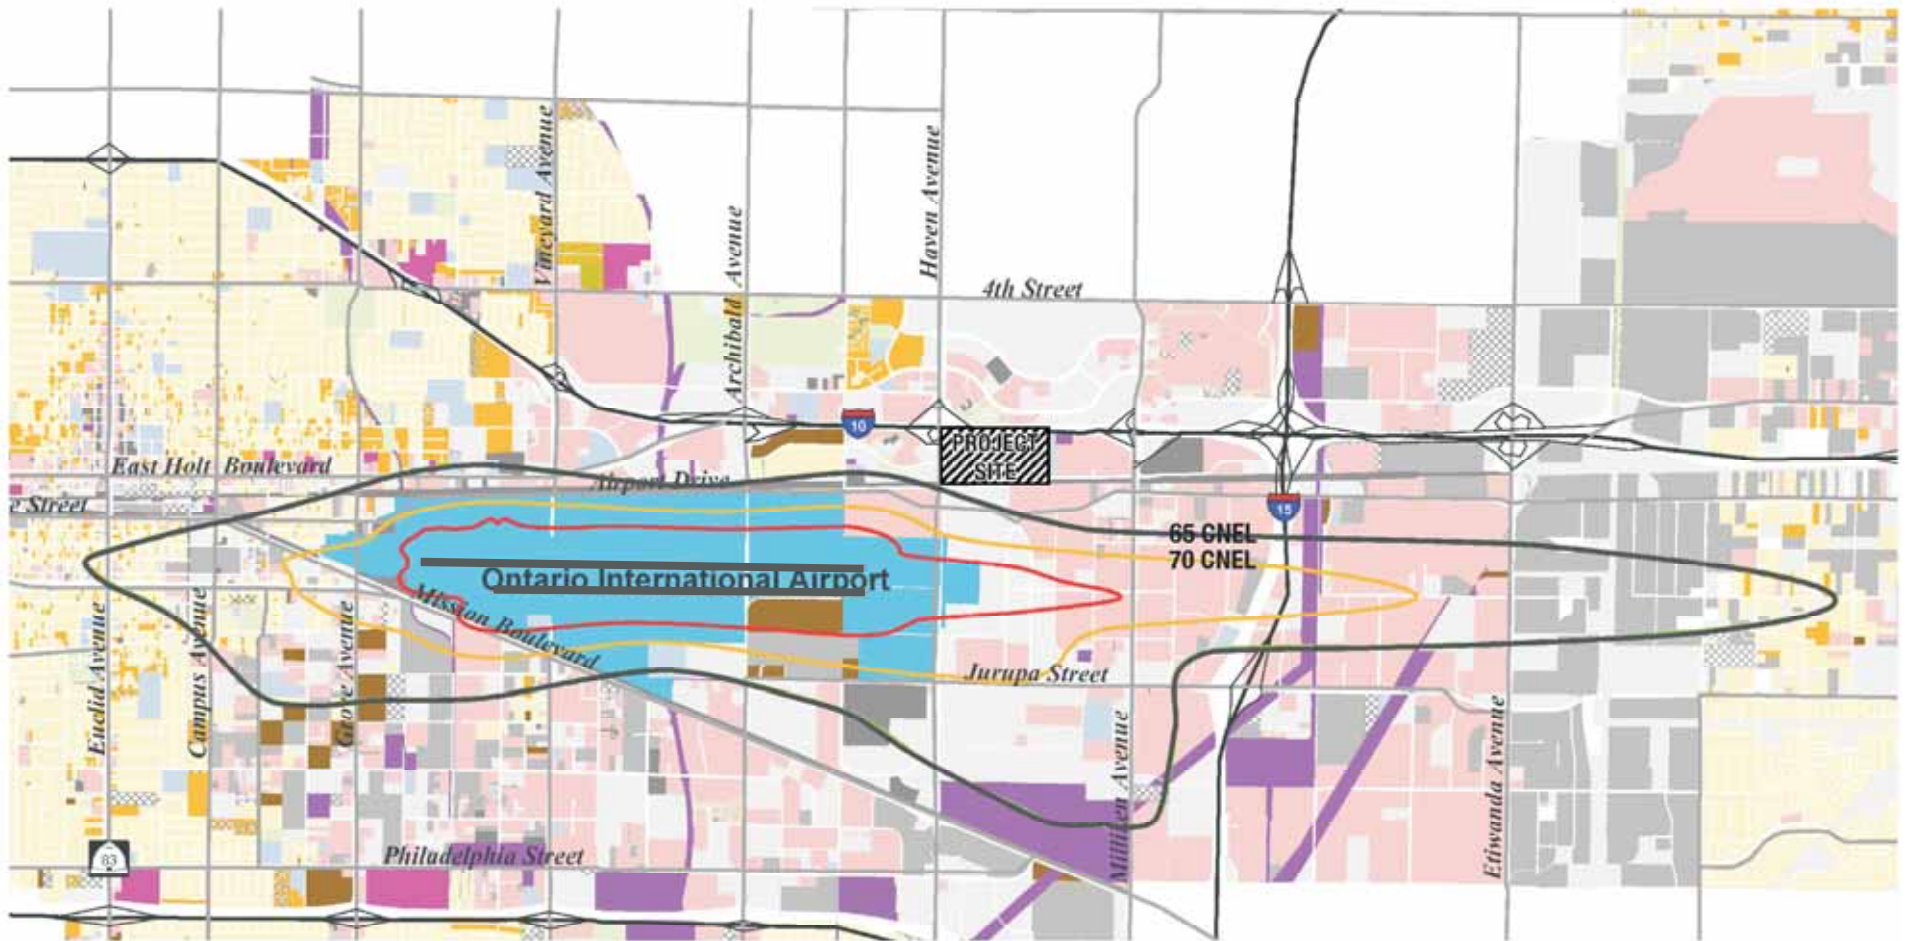 Vineyard Avenue
Archibald Avenue
Haven Avenue
4th Street
10
PROJECT
SITE
East Holt Boulevard
Airport Drive
e Street
15
65 CNEL
70 CNEL
Ontario International Airport
Mission Boulevard
Euclid Avenue
Campus Avenue
Grove Avenue
Jurupa Street
Milliken Avenue
Etiwanda Avenue
83
Philadelphia Street